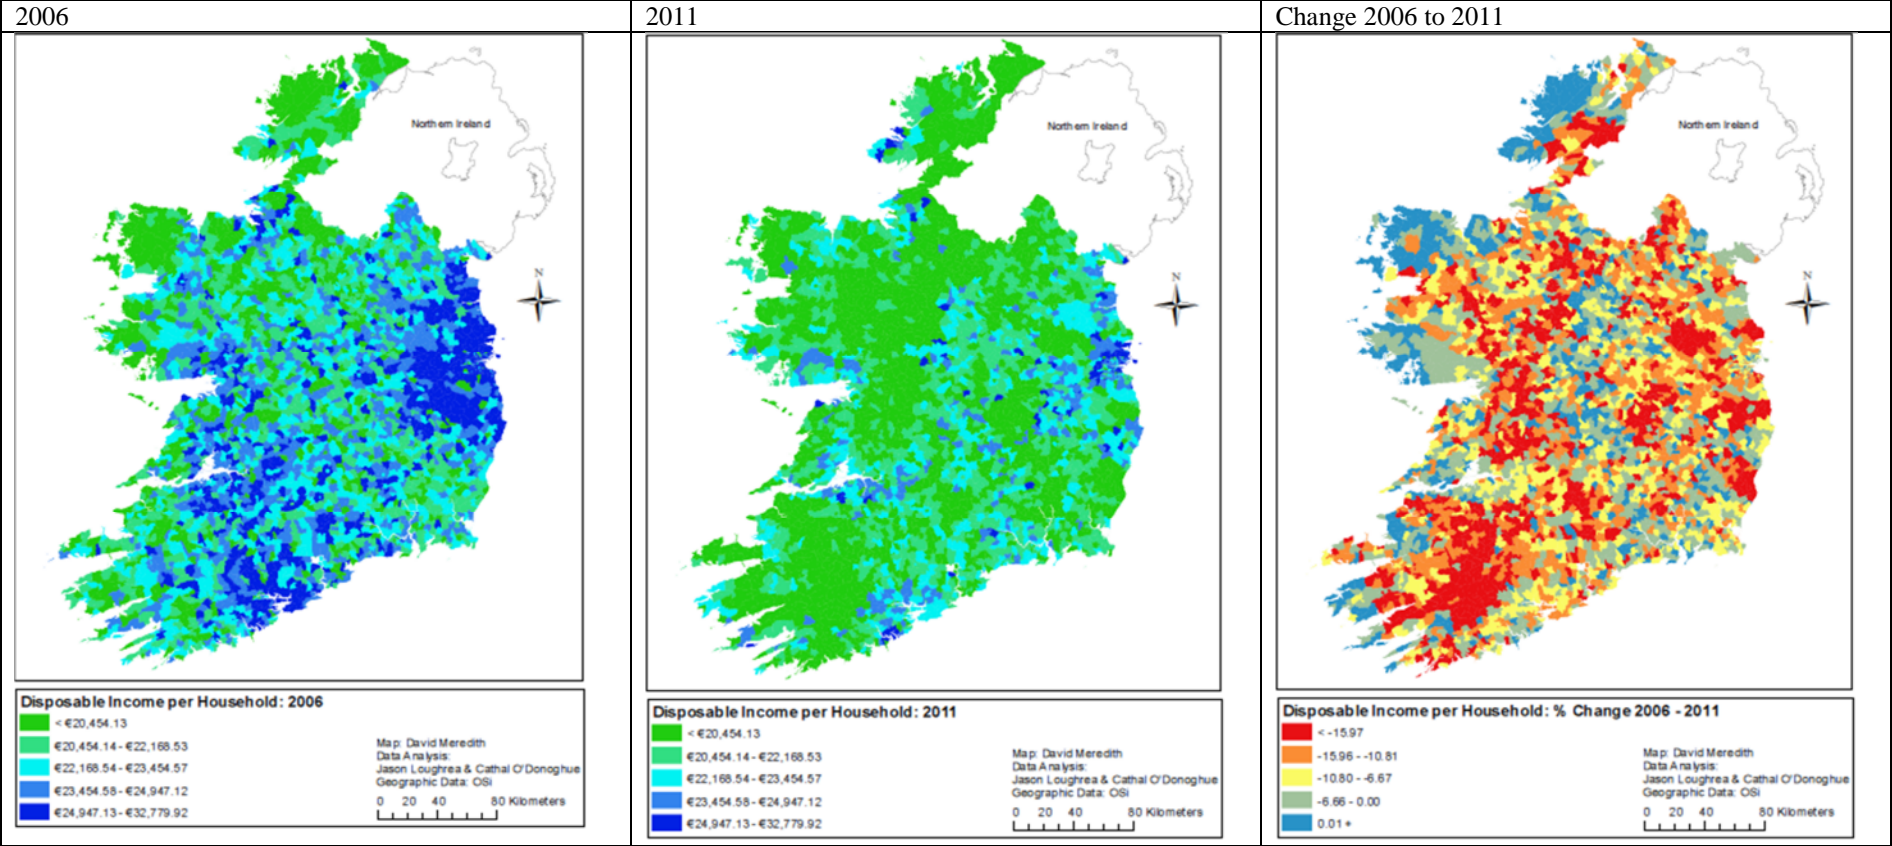 2006
2011
Change 2006 to 2011
Northern Ireland
N
Disposable Income per Household: 2006
< €20,454.13
€20,454.14 - €22,168.53
€22,168.54 - €23,454.57
€23,454.58 - €24,947.12
€24,947.13 - €32,779.92
Map: David Meredith
Data Analysis:
Jason Loughrea & Cathal O'Donoghue
Geographic Data: OSi
0 20 40 80 Kilometers
Northern Ireland
N
Disposable Income per Household: 2011
< €20,454.13
€20,454.14 - €22,168.53
€22,168.54 - €23,454.57
€23,454.58 - €24,947.12
€24,947.13 - €32,779.92
Map: David Meredith
Data Analysis:
Jason Loughrea & Cathal O'Donoghue
Geographic Data: OSi
0 20 40 80 Kilometers
Northern Ireland
N
Disposable Income per Household: % Change 2006 - 2011
< -15.97
-15.96 - -10.81
-10.80 - -6.67
-6.66 - 0.00
0.01 +
Map: David Meredith
Data Analysis:
Jason Loughrea & Cathal O'Donoghue
Geographic Data: OSi
0 20 40 80 Kilometers